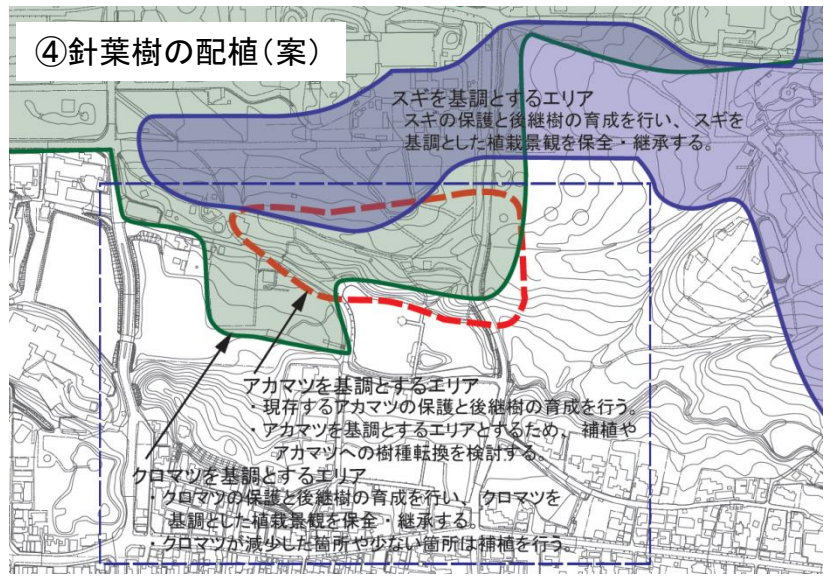 ④針葉樹の配植(案)
スギを基調とするエリア
スギの保護と後継樹の育成を行い、スギを
基調とした植栽景観を保全・継承する。
アカマツを基調とするエリア
・現存するアカマツの保護と後継樹の育成を行う。
・アカマツを基調とするエリアとするため、補植や
アカマツへの樹種転換を検討する。
クロマツを基調とするエリア
・クロマツの保護と後継樹の育成を行い、クロマツを
基調とした植栽景観を保全・継承する。
・クロマツが減少した箇所や少ない箇所は補植を行う。